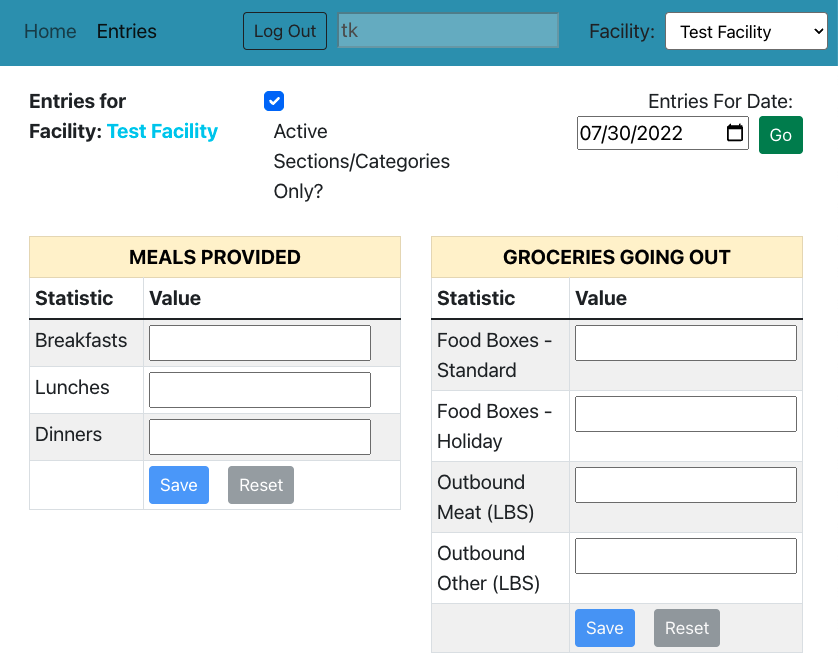 Home Entries Log Out tk Facility: Test Facility
Entries for
Facility: Test Facility
Active
Sections/Categories
Only?
Entries For Date:
07/30/2022 Go
MEALS PROVIDED
Statistic Value
Breakfasts
Lunches
Dinners
Save Reset
GROCERIES GOING OUT
Statistic Value
Food Boxes -
Standard
Food Boxes -
Holiday
Outbound
Meat (LBS)
Outbound
Other (LBS)
Save Reset